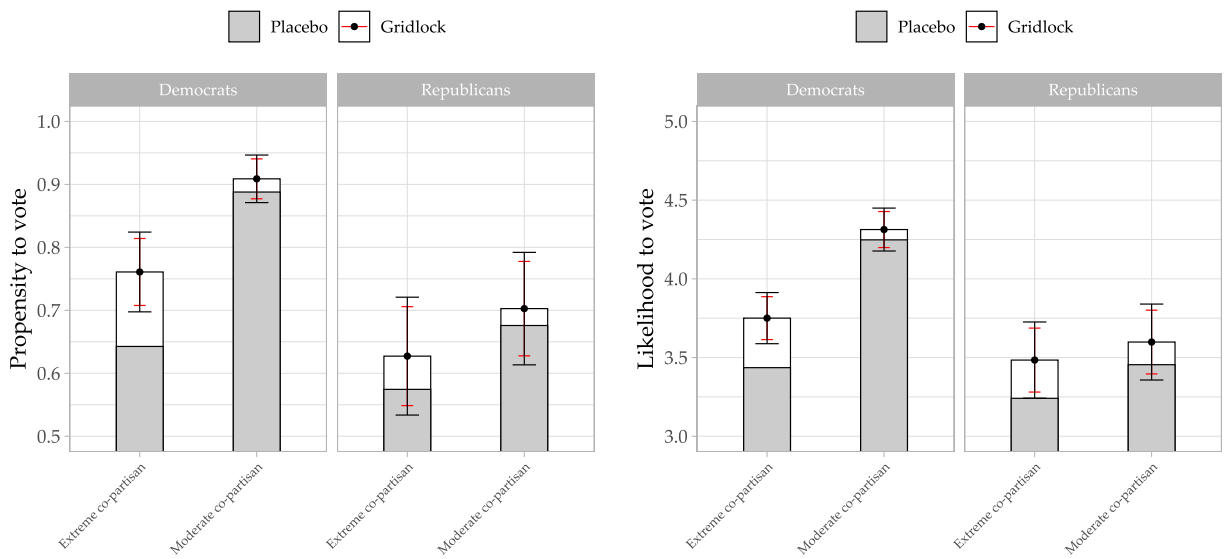 Placebo Gridlock
Democrats
Republicans
Propensity to vote
1.0
0.9
0.8
0.7
0.6
0.5
Extreme co-partisan
Moderate co-partisan
Extreme co-partisan
Moderate co-partisan
Placebo Gridlock
Democrats
Republicans
Likelihood to vote
5.0
4.5
4.0
3.5
3.0
Extreme co-partisan
Moderate co-partisan
Extreme co-partisan
Moderate co-partisan